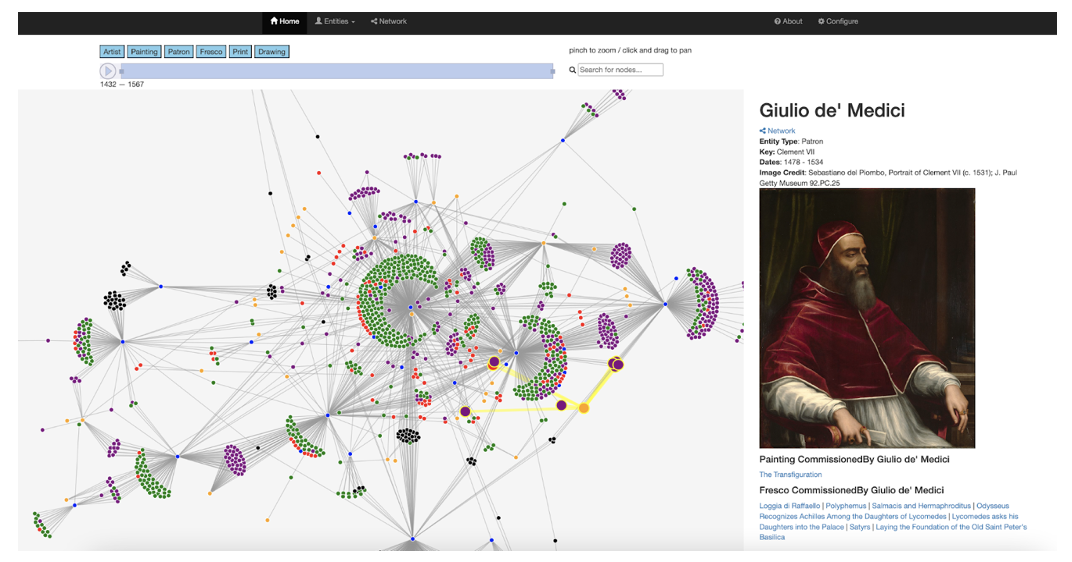 Home Entities Network About Configure
Artist Painting Patron Fresco Print Drawing
pinch to zoom / click and drag to pan
Search for nodes...
1432 — 1567
Giulio de' Medici
Network
Entity Type: Patron
Key: Clement VII
Dates: 1478 - 1534
Image Credit: Sebastiano del Piombo, Portrait of Clement VII (c. 1531); J. Paul
Getty Museum 92.PC.25
Painting CommissionedBy Giulio de' Medici
The Transfiguration
Fresco CommissionedBy Giulio de' Medici
Loggia di Raffaello | Polyphemus | Salmacis and Hermaphroditus | Odysseus
Recognizes Achilles Among the Daughters of Lycomedes | Lycomedes asks his
Daughters into the Palace | Satyrs | Laying the Foundation of the Old Saint Peter's
Basilica